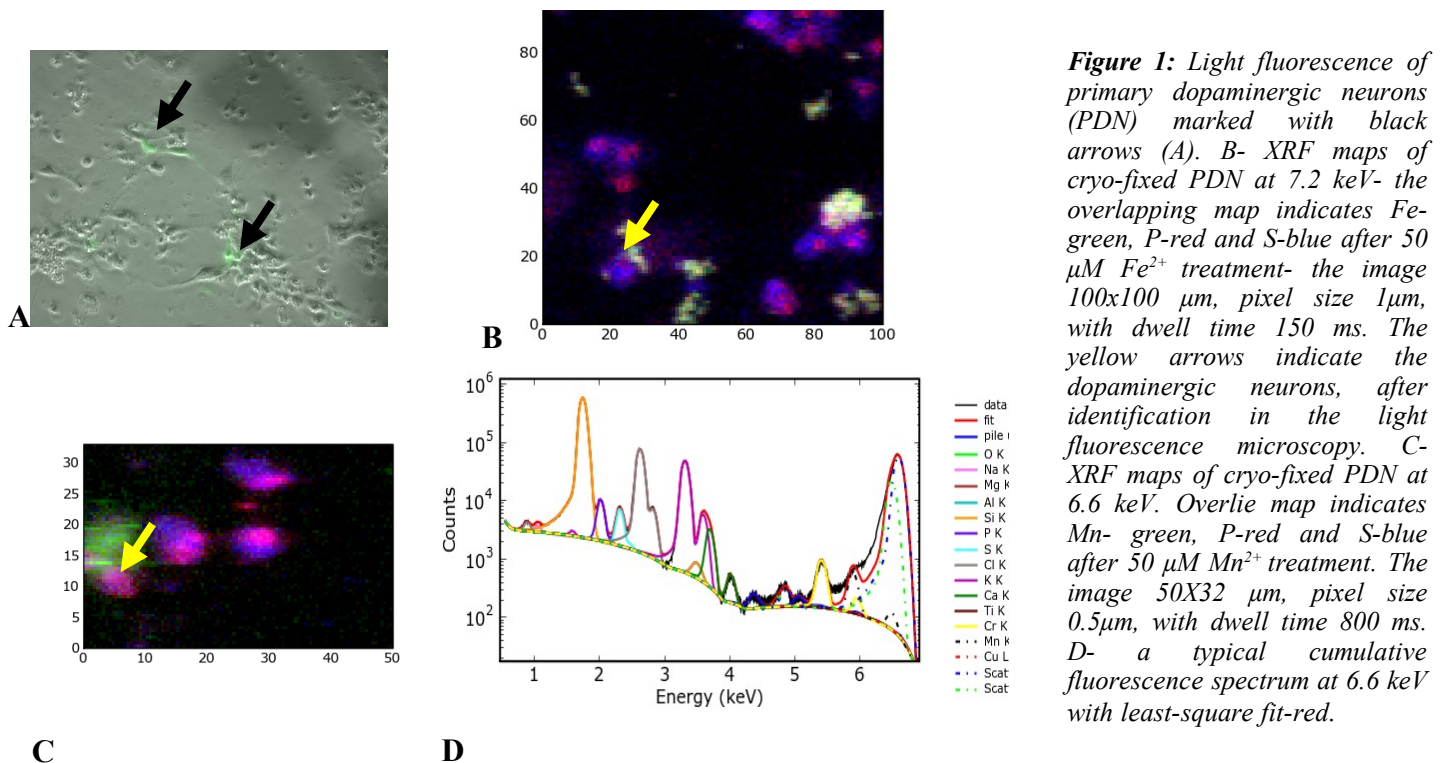 A
B
80
60
40
20
0
0 20 40 60 80 100
C
30
25
20
15
10
5
0
0 10 20 30 40 50
D
10⁶
10⁵
10⁴
10³
10²
Counts
1 2 3 4 5 6
Energy (keV)
data
fit
pile
O K
Na K
Mg K
Al K
Si K
P K
S K
Cl K
K K
Ca K
Ti K
Cr K
Mn K
Cu L
Scat
Scat
Figure 1: Light fluorescence of
primary dopaminergic neurons
(PDN) marked with black
arrows (A). B- XRF maps of
cryo-fixed PDN at 7.2 keV- the
overlapping map indicates Fe-
green, P-red and S-blue after 50
μM Fe²⁺ treatment- the image
100x100 μm, pixel size 1μm,
with dwell time 150 ms. The
yellow arrows indicate the
dopaminergic neurons, after
identification in the light
fluorescence microscopy. C-
XRF maps of cryo-fixed PDN at
6.6 keV. Overlie map indicates
Mn- green, P-red and S-blue
after 50 μM Mn²⁺ treatment. The
image 50X32 μm, pixel size
0.5μm, with dwell time 800 ms.
D- a typical cumulative
fluorescence spectrum at 6.6 keV
with least-square fit-red.